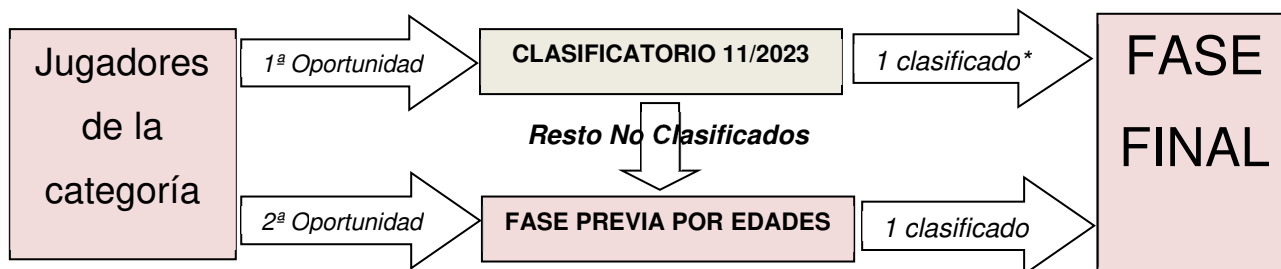 Jugadores
de la
categoría
1ª Oportunidad
CLASIFICATORIO 11/2023
1 clasificado*
Resto No Clasificados
2ª Oportunidad
FASE PREVIA POR EDADES
1 clasificado
FASE
FINAL